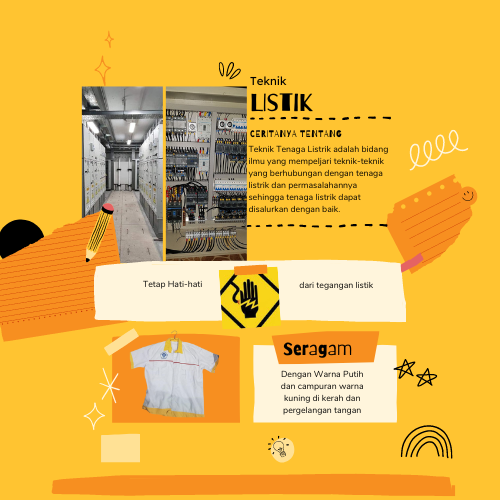 Teknik
LISTIK
CERITANYA TENTANG
Teknik Tenaga Listrik adalah bidang
ilmu yang mempeljari teknik-teknik
yang berhubungan dengan tenaga
listrik dan permasalahannya
sehingga tenaga listrik dapat
disalurkan dengan baik.
Tetap Hati-hati
dari tegangan listik
Seragam
Dengan Warna Putih
dan campuran warna
kuning di kerah dan
pergelangan tangan